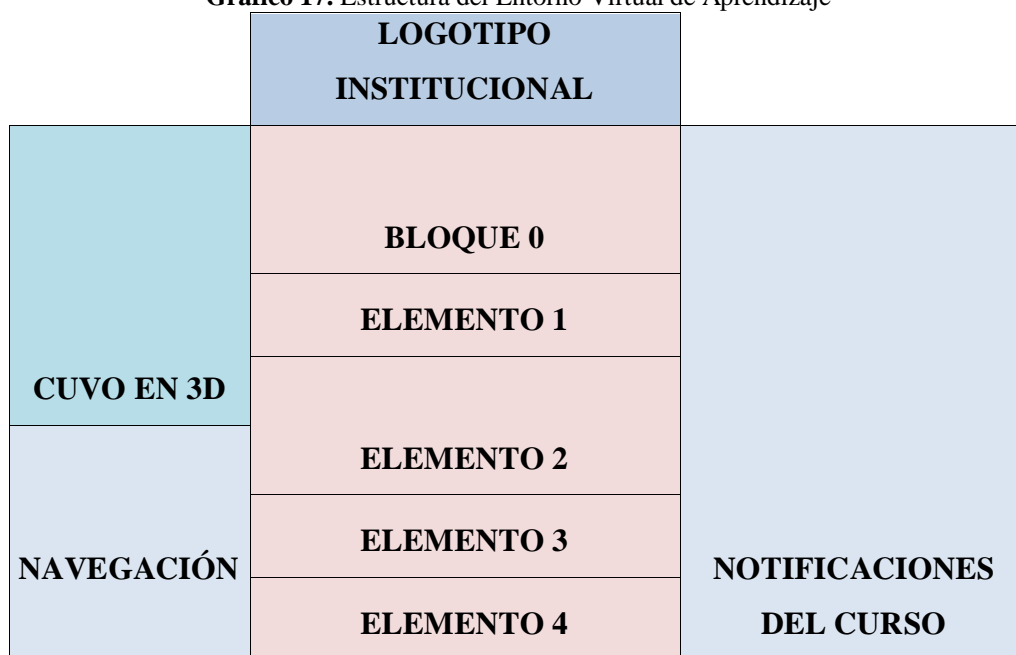 Gráfico 17. Estructura del Entorno Virtual de Aprendizaje
LOGOTIPO
INSTITUCIONAL
BLOQUE 0
ELEMENTO 1
CUVO EN 3D
ELEMENTO 2
ELEMENTO 3
NAVEGACIÓN
ELEMENTO 4
NOTIFICACIONES
DEL CURSO